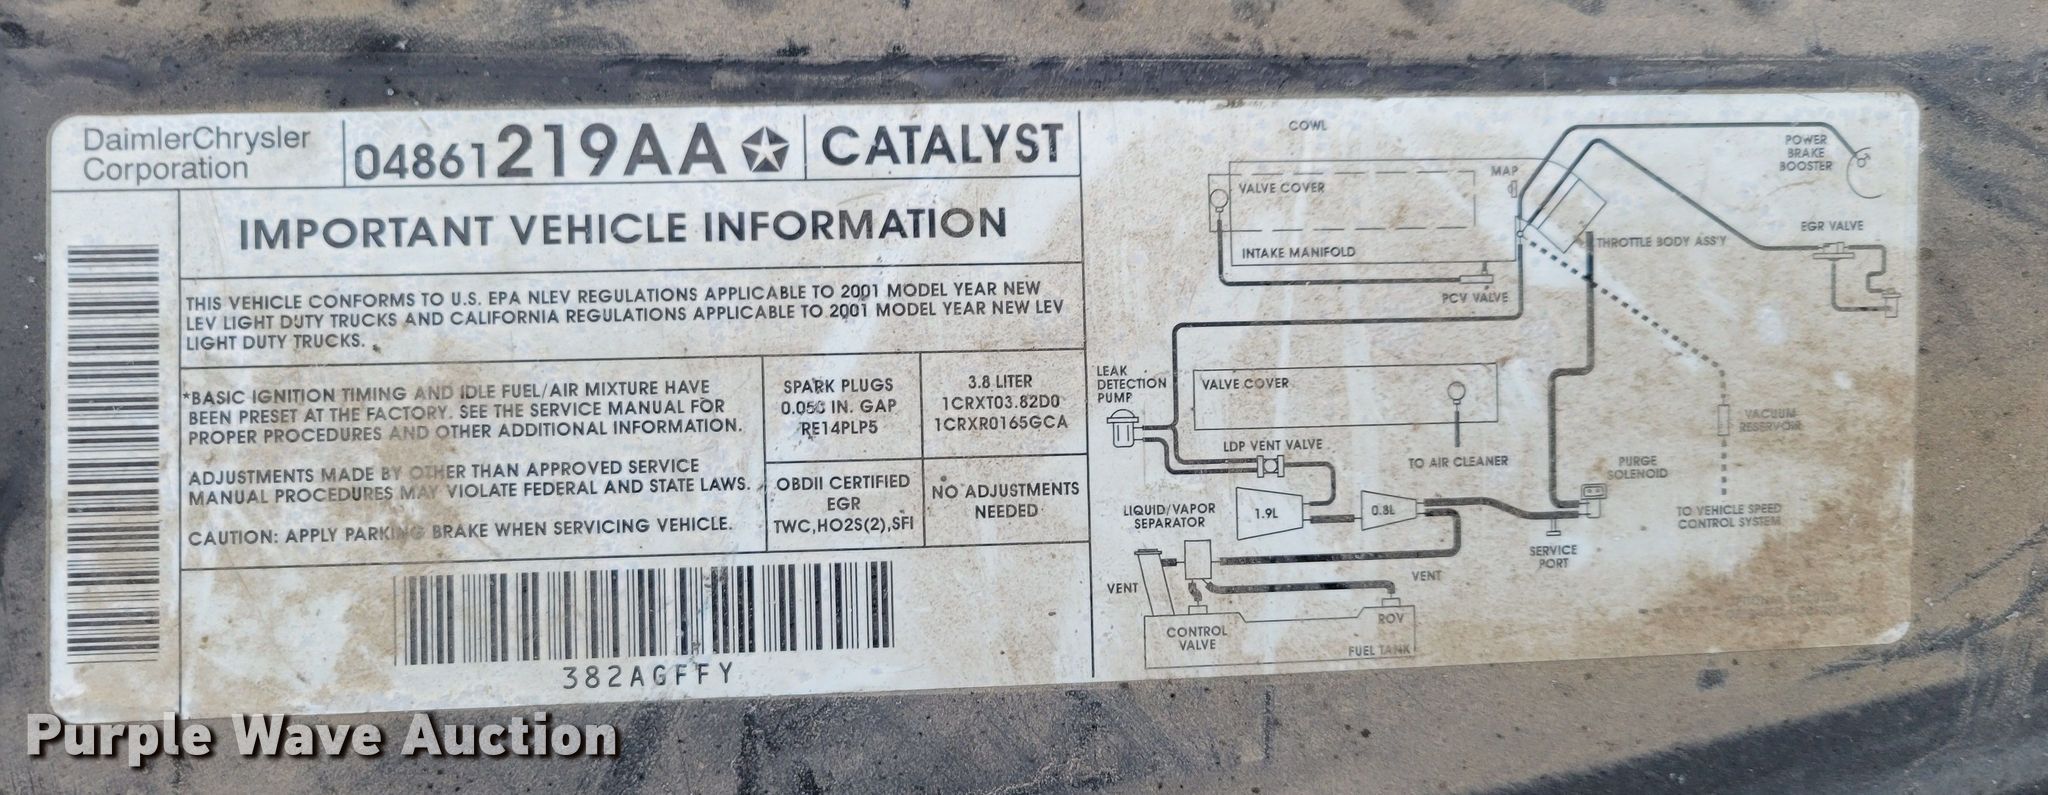 DaimlerChrysler
Corporation
04861219AA
CATALYST
IMPORTANT VEHICLE INFORMATION
THIS VEHICLE CONFORMS TO U.S. EPA NLEV REGULATIONS APPLICABLE TO 2001 MODEL YEAR NEW
LEV LIGHT DUTY TRUCKS AND CALIFORNIA REGULATIONS APPLICABLE TO 2001 MODEL YEAR NEW LEV
LIGHT DUTY TRUCKS.
*BASIC IGNITION TIMING AND IDLE FUEL/AIR MIXTURE HAVE
BEEN PRESET AT THE FACTORY. SEE THE SERVICE MANUAL FOR
PROPER PROCEDURES AND OTHER ADDITIONAL INFORMATION.
ADJUSTMENTS MADE BY OTHER THAN APPROVED SERVICE
MANUAL PROCEDURES MAY VIOLATE FEDERAL AND STATE LAWS.
CAUTION: APPLY PARKING BRAKE WHEN SERVICING VEHICLE.
SPARK PLUGS
IN. GAP
RE14PLP5
3.8 LITER
1CRXT03.82D0
1CRXR0165GCA
OBDII CERTIFIED
EGR
TWC,HO2S(2),SFI
NO ADJUSTMENTS
NEEDED
382AGFFY
COWL
POWER
BRAKE
BOOSTER
MAP
VALVE COVER
EGR VALVE
THROTTLE BODY ASS'Y
INTAKE MANIFOLD
PCV VALVE
LEAK
DETECTION
PUMP
VALVE COVER
VACUUM
RESERVOIR
LDP VENT VALVE
TO AIR CLEANER
PURGE
SOLENOID
LIQUID/VAPOR
SEPARATOR
1.9L
0.8L
TO VEHICLE SPEED
CONTROL SYSTEM
SERVICE
PORT
VENT
VENT
CONTROL
VALVE
ROV
FUEL TANK
Purple Wave Auction